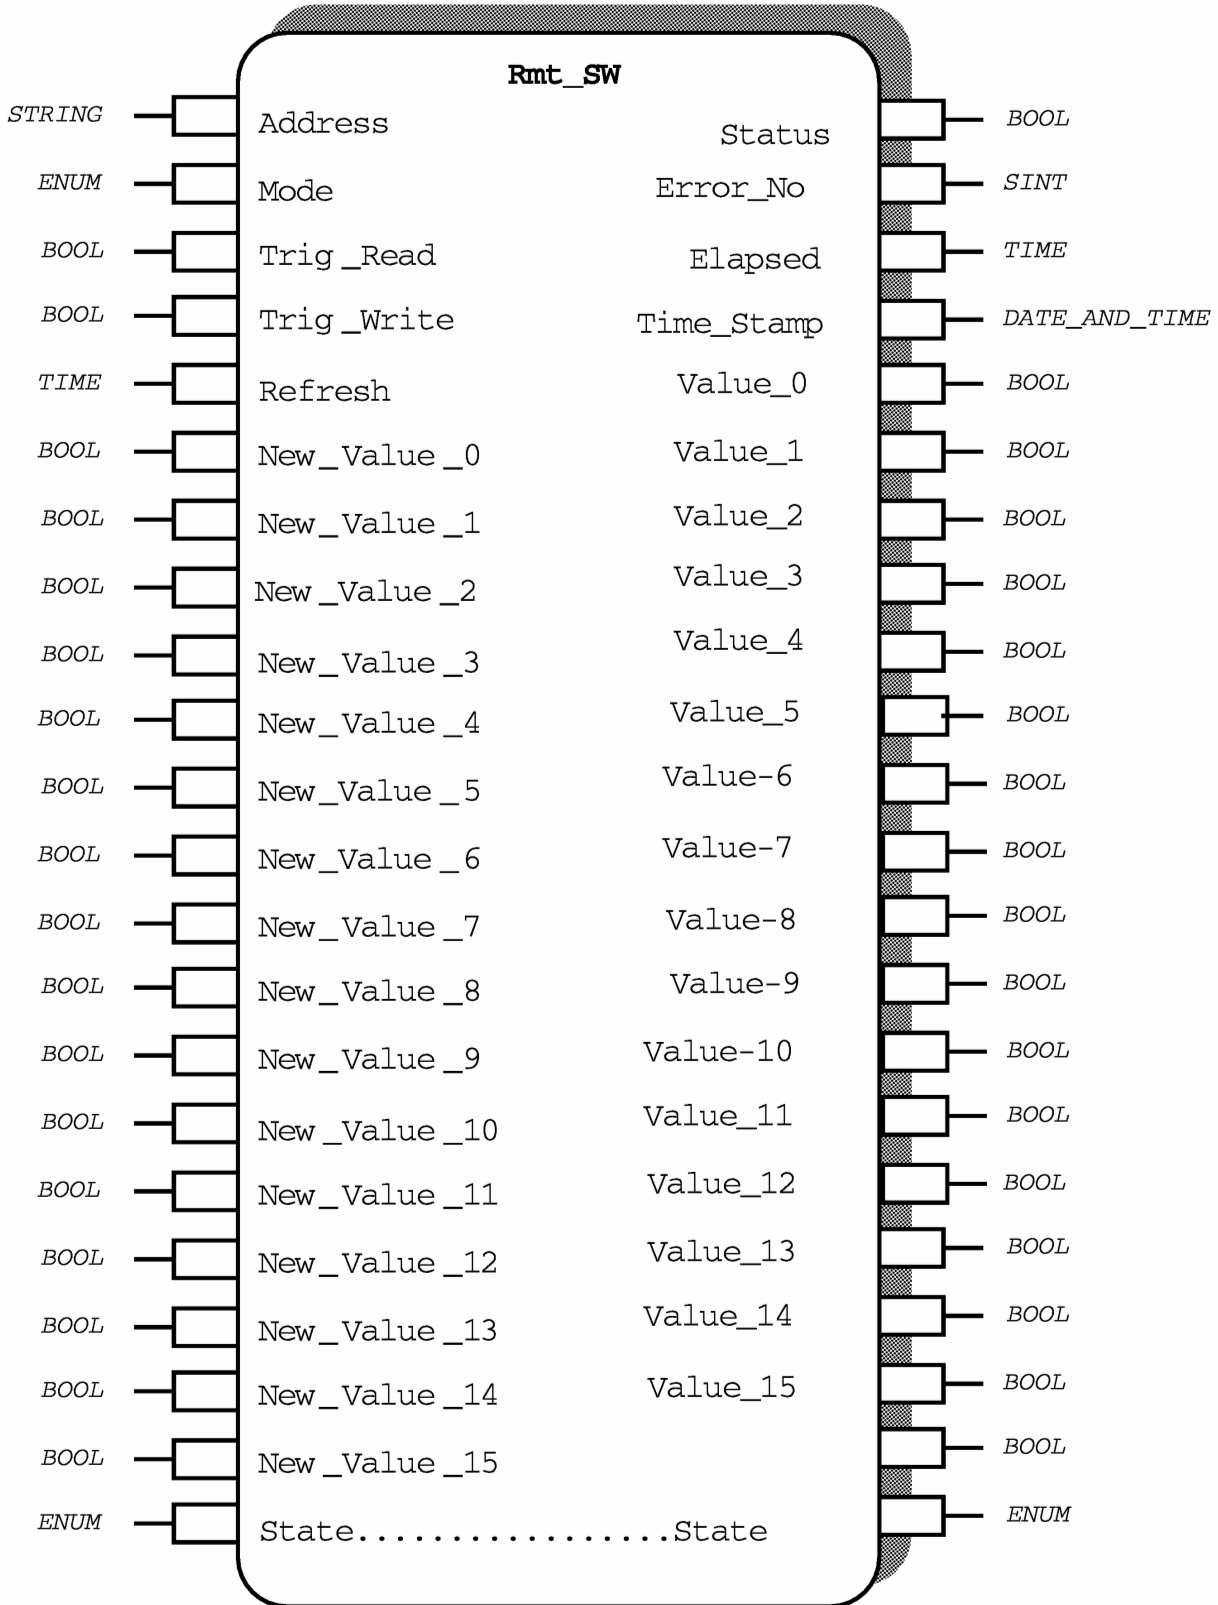 Rmt_SW
STRING Address Status BOOL
ENUM Mode Error_No SINT
BOOL Trig_Read Elapsed TIME
BOOL Trig_Write Time_Stamp DATE_AND_TIME
TIME Refresh Value_0 BOOL
BOOL New_Value_0 Value_1 BOOL
BOOL New_Value_1 Value_2 BOOL
BOOL New_Value_2 Value_3 BOOL
BOOL New_Value_3 Value_4 BOOL
BOOL New_Value_4 Value_5 BOOL
BOOL New_Value_5 Value-6 BOOL
BOOL New_Value_6 Value-7 BOOL
BOOL New_Value_7 Value-8 BOOL
BOOL New_Value_8 Value-9 BOOL
BOOL New_Value_9 Value-10 BOOL
BOOL New_Value_10 Value_11 BOOL
BOOL New_Value_11 Value_12 BOOL
BOOL New_Value_12 Value_13 BOOL
BOOL New_Value_13 Value_14 BOOL
BOOL New_Value_14 Value_15 BOOL
BOOL New_Value_15 BOOL
ENUM State.................State ENUM